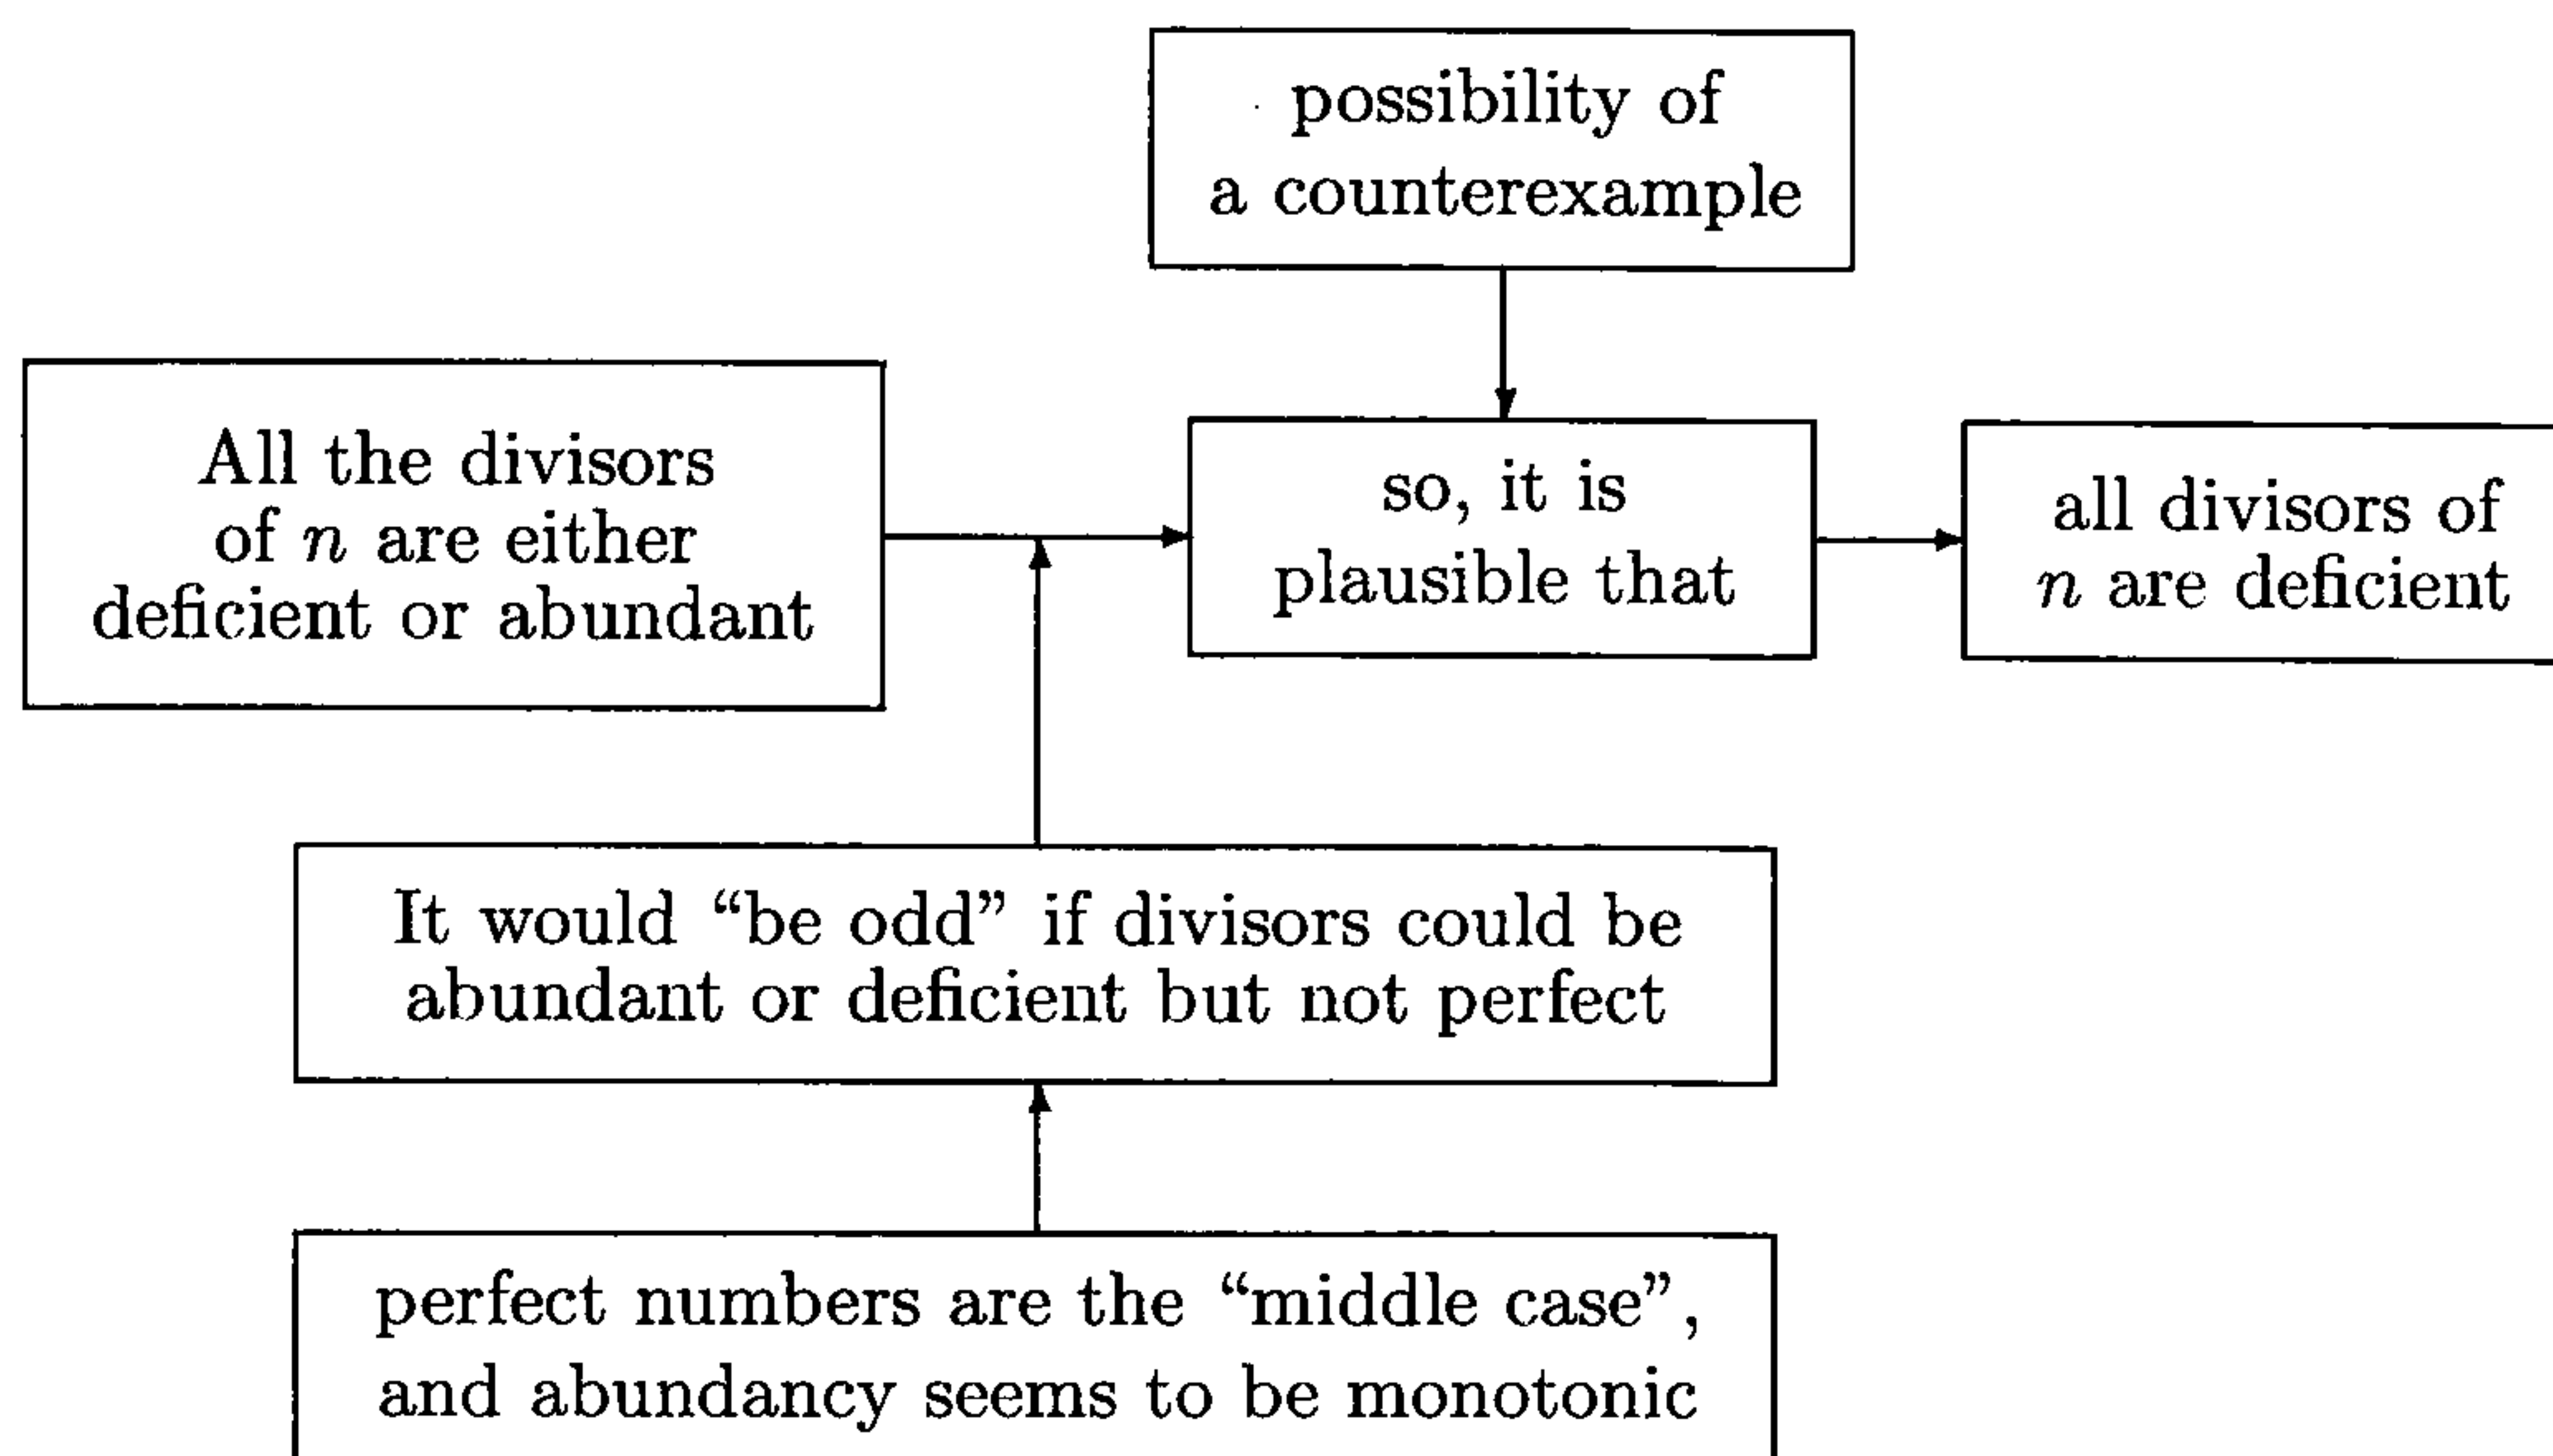 possibility of
a counterexample
All the divisors
of n are either
deficient or abundant
so, it is
plausible that
all divisors of
n are deficient
It would “be odd” if divisors could be
abundant or deficient but not perfect
perfect numbers are the “middle case”,
and abundancy seems to be monotonic